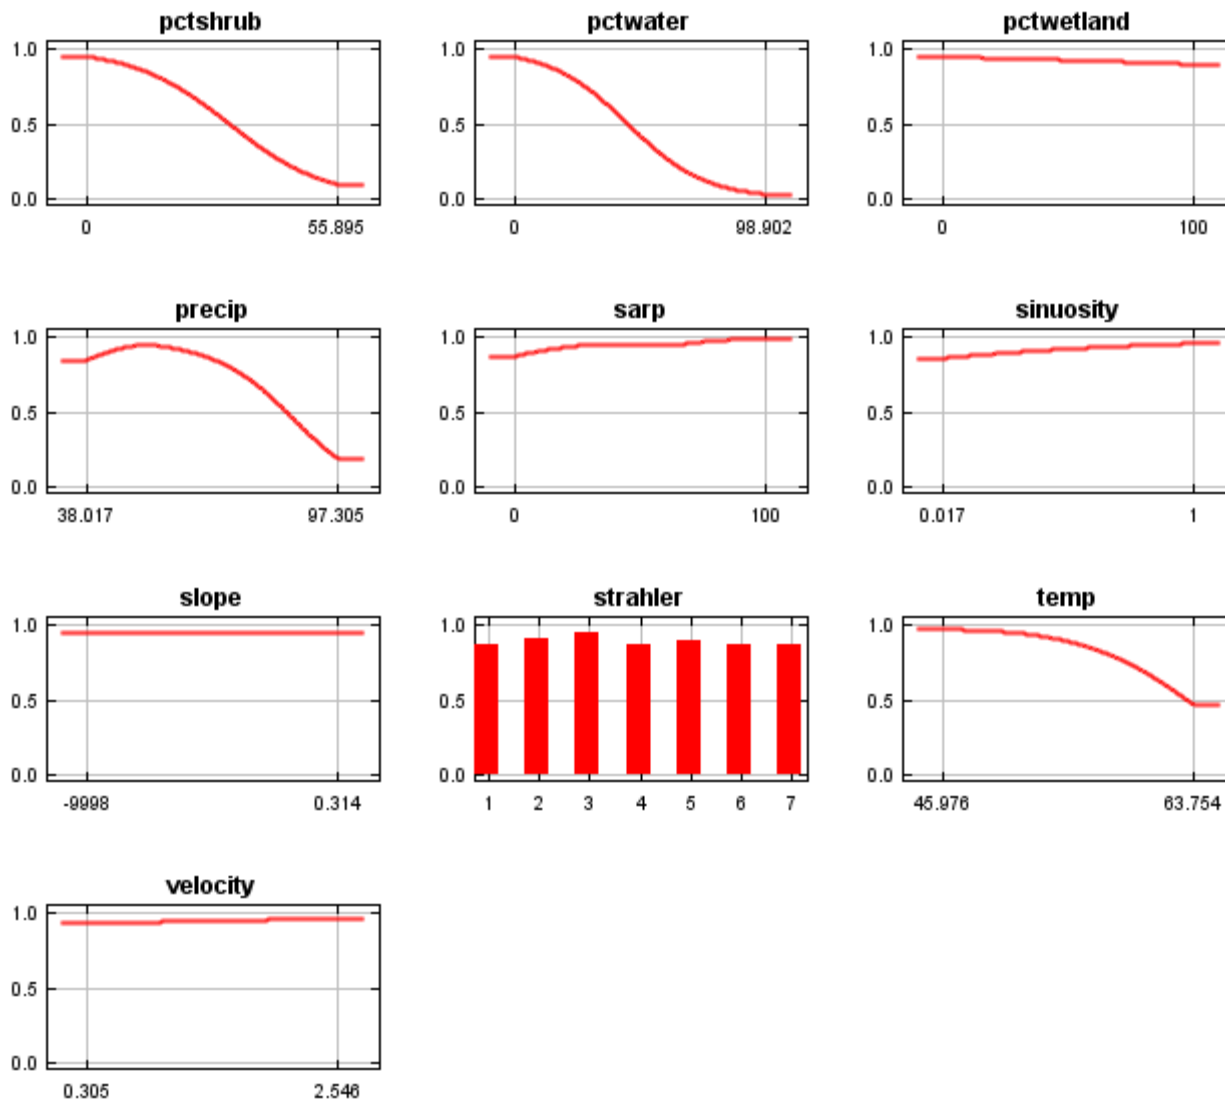 pctshrub pctwater pctwetland
1.0 1.0 1.0
0.5 0.5 0.5
0.0 0.0 0.0
0 55.895 0 98.902 0 100
precip sarp sinuosity
1.0 1.0 1.0
0.5 0.5 0.5
0.0 0.0 0.0
38.017 97.305 0 100 0.017 1
slope strahler temp
1.0 1.0 1.0
0.5 0.5 0.5
0.0 0.0 0.0
-9998 0.314 1 2 3 4 5 6 7 45.976 63.754
velocity
1.0
0.5
0.0
0.305 2.546